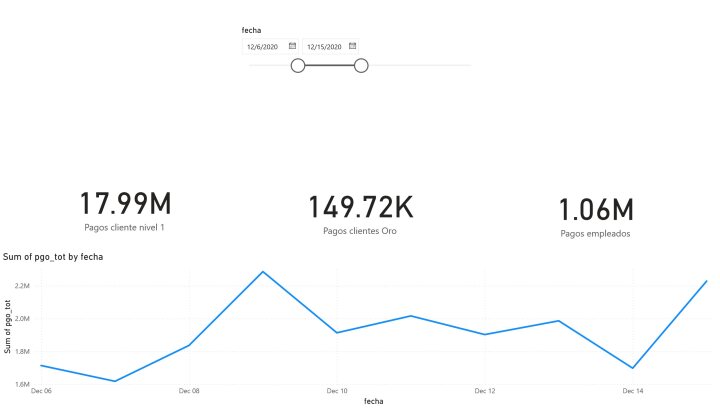 fecha
12/6/2020 12/15/2020
17.99M 149.72K 1.06M
Pagos cliente nivel 1 Pagos clientes Oro Pagos empleados
Sum of pgo_tot by fecha
Sum of pgo_tot
2.2M
2.0M
1.8M
1.6M
Dec 06 Dec 08 Dec 10 Dec 12 Dec 14
fecha